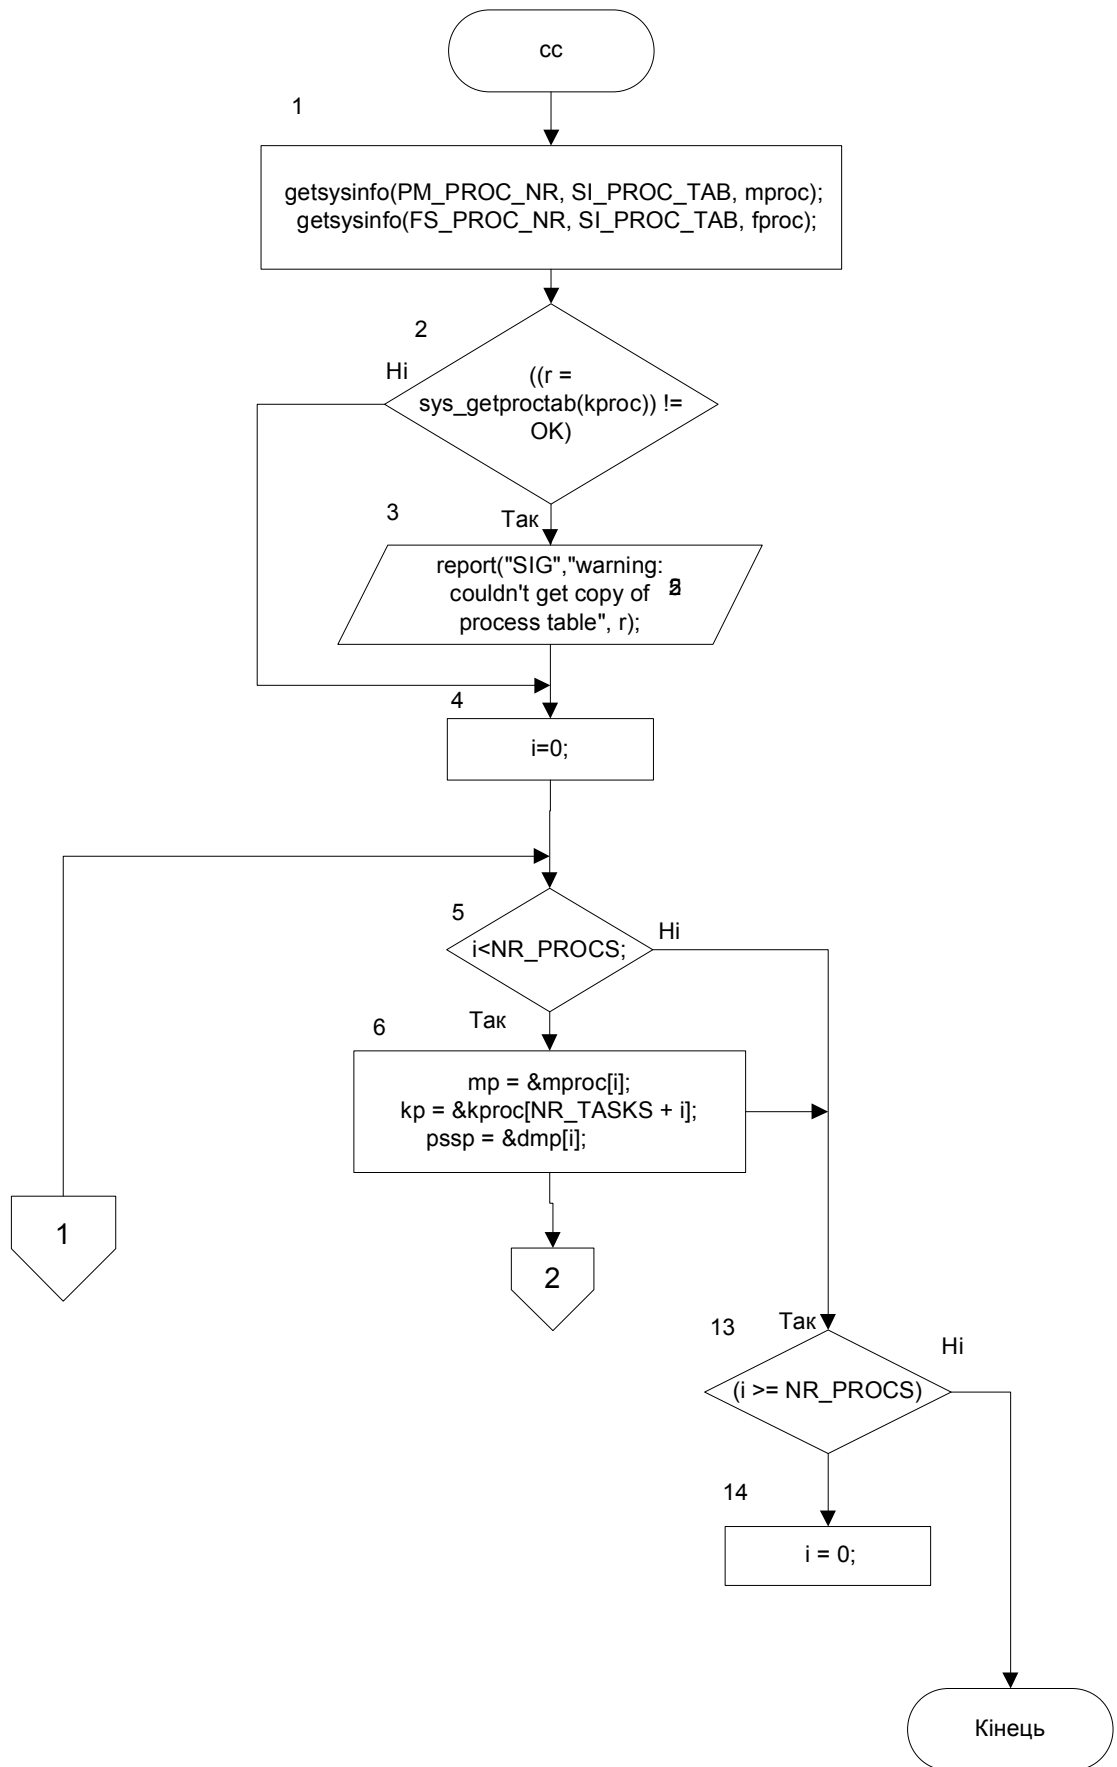 cc
1
getsysinfo(PM_PROC_NR, SI_PROC_TAB, mproc);
getsysinfo(FS_PROC_NR, SI_PROC_TAB, fproc);
2
Ні
((r =
sys_getproctab(kproc)) !=
OK)
3
Так
report("SIG","warning:
couldn't get copy of
process table", r);
4
i=0;
5
Ні
i<NR_PROCS;
Так
6
mp = &mproc[i];
kp = &kproc[NR_TASKS + i];
pssp = &dmp[i];
1
2
13
Так
Ні
(i >= NR_PROCS)
14
i = 0;
Кінець